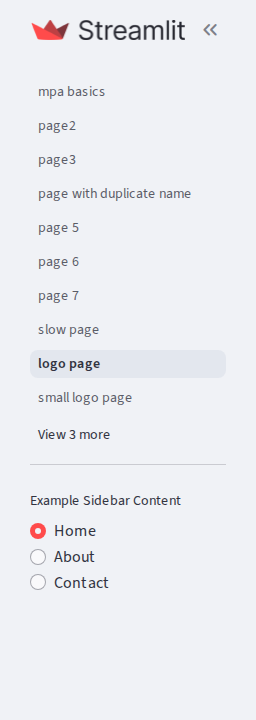 Streamlit
mpa basics
page2
page3
page with duplicate name
page 5
page 6
page 7
slow page
logo page
small logo page
View 3 more
Example Sidebar Content
Home
About
Contact